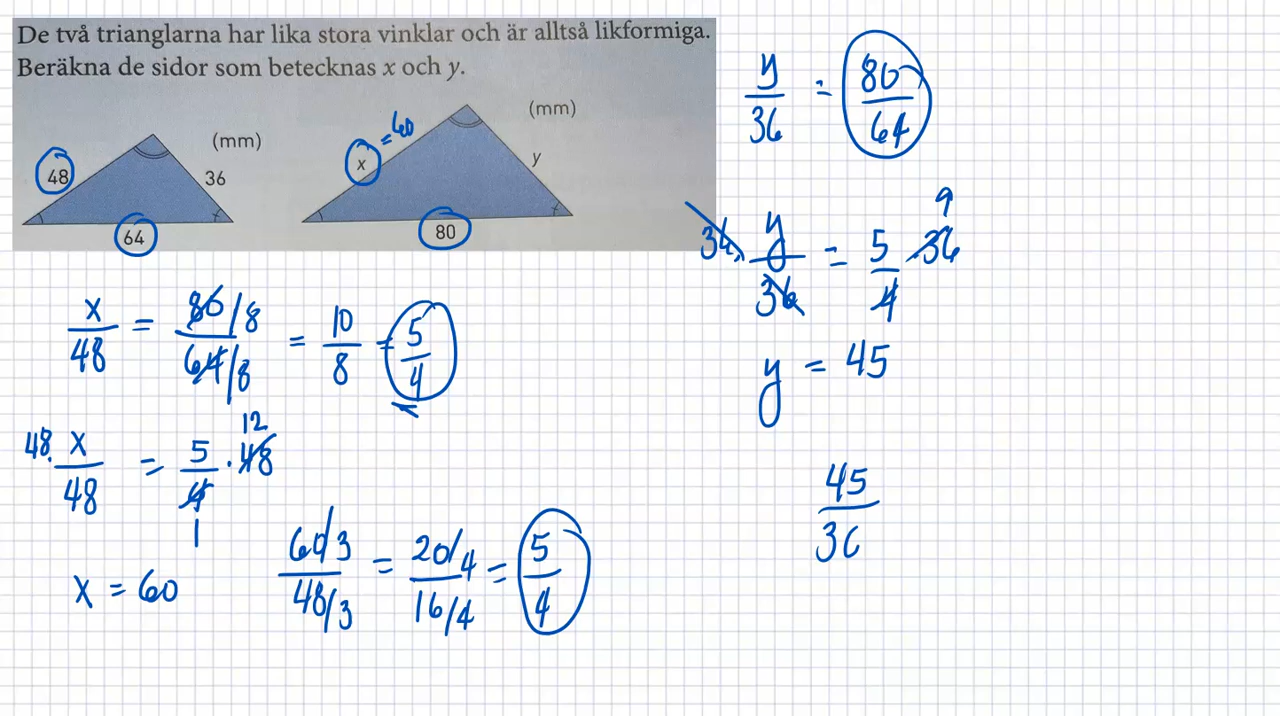 De två trianglarna har lika stora vinklar och är alltså likformiga.
Beräkna de sidor som betecknas x och y.
(mm)
48
36
64
(mm)
x = 60
y
80
x/48 = 80/8 / 64/8 = 10/8 = 5/4
48 · x/48 = 5/4 · 48
12
1
x = 60
60/3 / 48/3 = 20/4 / 16/4 = 5/4
y/36 = 80/64
9
36 · y/36 = 5/4 · 36
y = 45
45/36